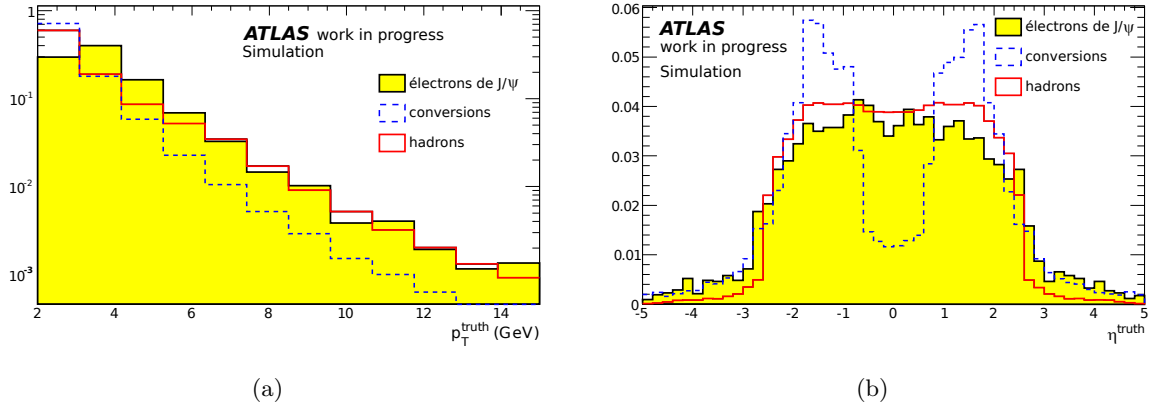 ATLAS work in progress
Simulation
électrons de J/ψ
conversions
hadrons
1
10⁻¹
10⁻²
10⁻³
2 4 6 8 10 12 14
p_T^truth (GeV)
(a)
ATLAS
work in progress
Simulation
électrons de J/ψ
conversions
hadrons
0.06
0.05
0.04
0.03
0.02
0.01
0
-5 -4 -3 -2 -1 0 1 2 3 4 5
η^truth
(b)